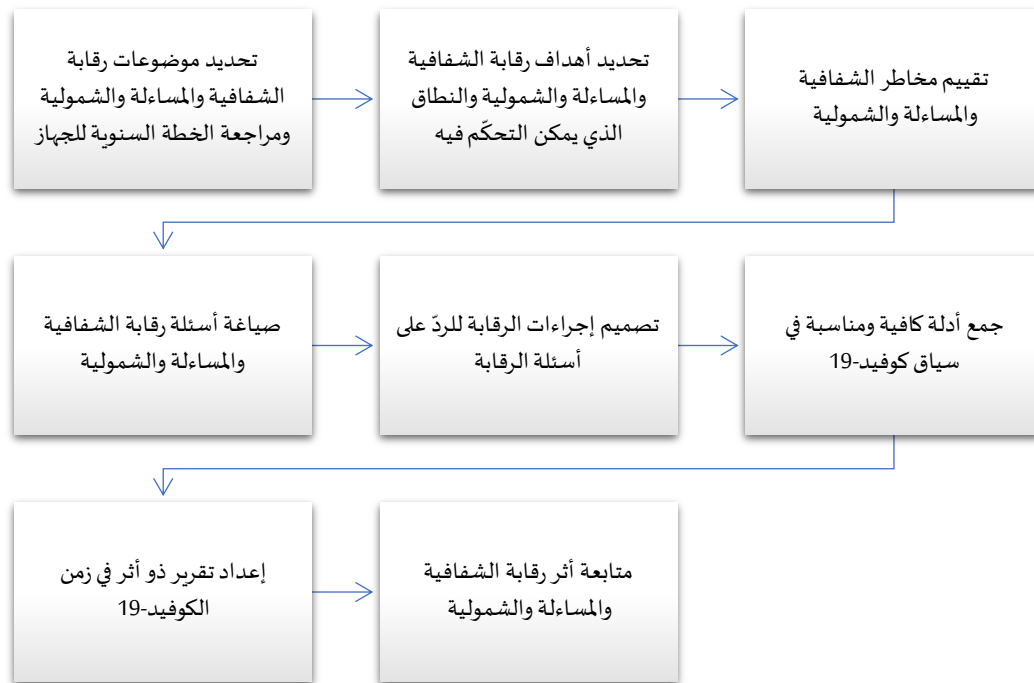 تحديد موضوعات رقابة
الشفافية والمساءلة والشمولية
ومراجعة الخطة السنوية للجهاز
تحديد أهداف رقابة الشفافية
والمساءلة والشمولية والنطاق
الذي يمكن التحكّم فيه
تقييم مخاطر الشفافية
والمساءلة والشمولية
صياغة أسئلة رقابة الشفافية
والمساءلة والشمولية
تصميم إجراءات الرقابة للردّ على
أسئلة الرقابة
جمع أدلة كافية ومناسبة في
سياق كوفيد-19
إعداد تقرير ذو أثر في زمن
الكوفيد-19
متابعة أثر رقابة الشفافية
والمساءلة والشمولية